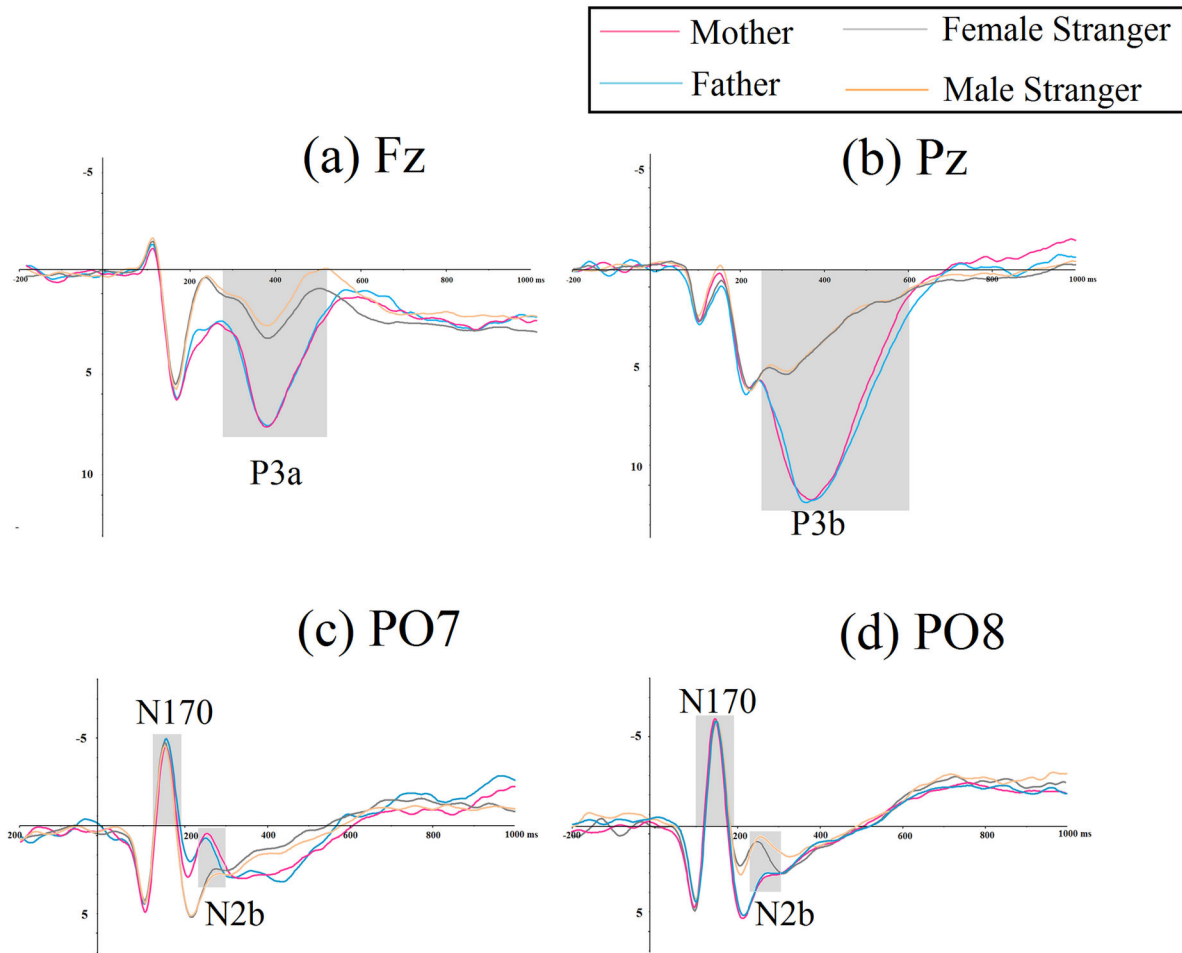 Mother Female Stranger
Father Male Stranger
(a) Fz
(b) Pz
-5
-200 200 400 600 800 1000 ms
5
10
-
P3a
-5
-200 200 400 600 800 1000 ms
5
10
P3b
(c) PO7
(d) PO8
N170
-5
200 200 400 600 800 1000 ms
5
N2b
N170
-5
-200 200 400 600 800 1000 ms
5
N2b